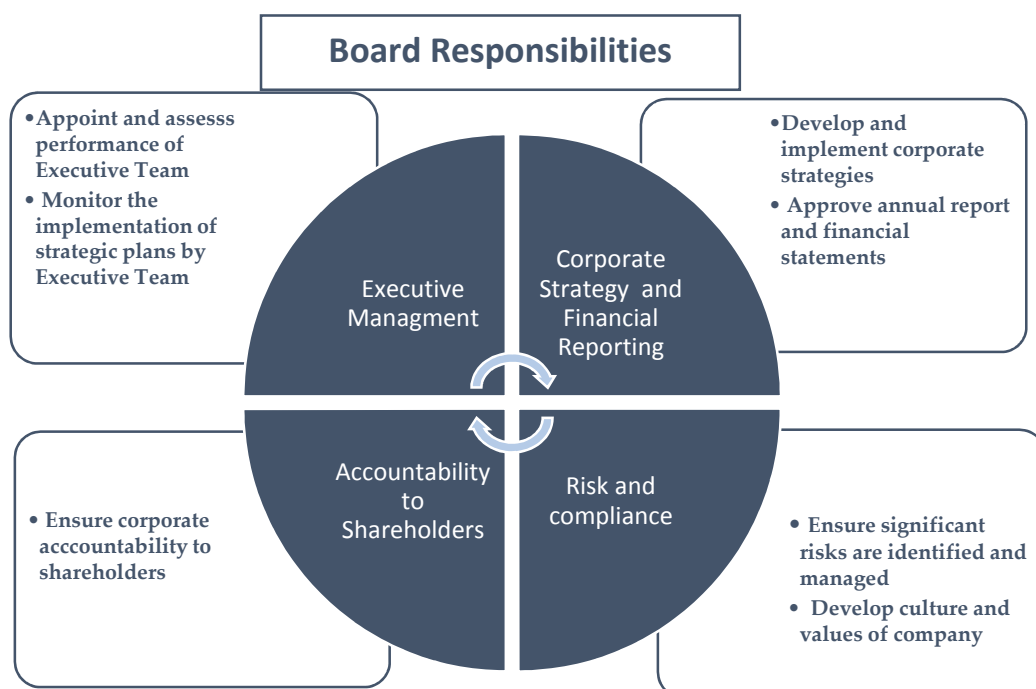 Board Responsibilities
•Appoint and assesss
performance of
Executive Team
• Monitor the
implementation of
strategic plans by
Executive Team
•Develop and
implement corporate
strategies
• Approve annual report
and financial
statements
Executive
Managment
Corporate
Strategy and
Financial
Reporting
Accountability
to
Shareholders
Risk and
compliance
• Ensure corporate
acccountability to
shareholders
• Ensure significant
risks are identified and
managed
• Develop culture and
values of company